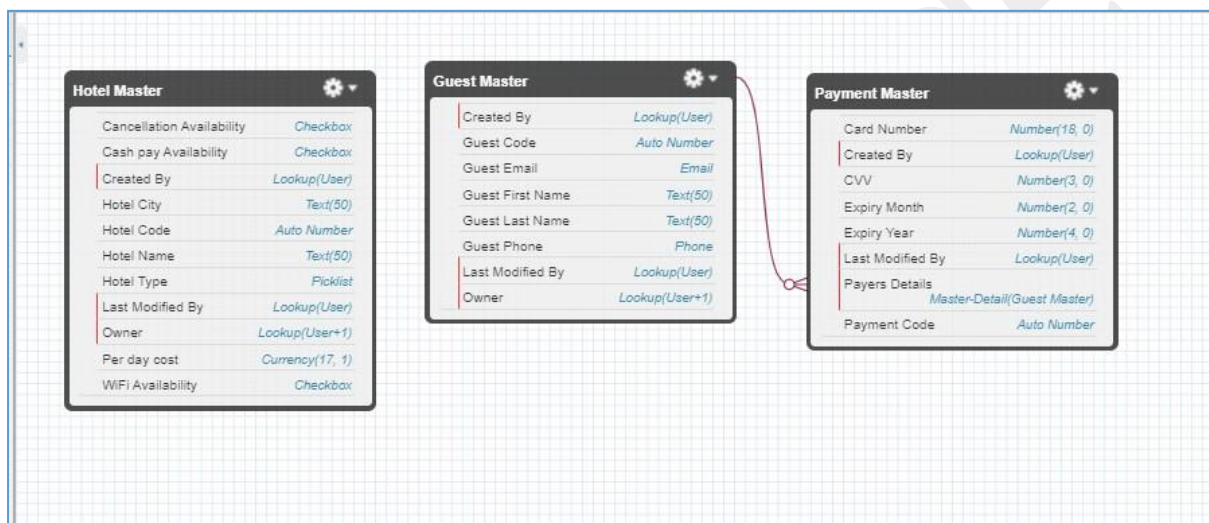 Hotel Master
Cancellation Availability Checkbox
Cash pay Availability Checkbox
Created By Lookup(User)
Hotel City Text(50)
Hotel Code Auto Number
Hotel Name Text(50)
Hotel Type Picklist
Last Modified By Lookup(User)
Owner Lookup(User+1)
Per day cost Currency(17, 1)
WiFi Availability Checkbox
Guest Master
Created By Lookup(User)
Guest Code Auto Number
Guest Email Email
Guest First Name Text(50)
Guest Last Name Text(50)
Guest Phone Phone
Last Modified By Lookup(User)
Owner Lookup(User+1)
Payment Master
Card Number Number(18, 0)
Created By Lookup(User)
CVV Number(3, 0)
Expiry Month Number(2, 0)
Expiry Year Number(4, 0)
Last Modified By Lookup(User)
Payers Details
Master-Detail(Guest Master)
Payment Code Auto Number